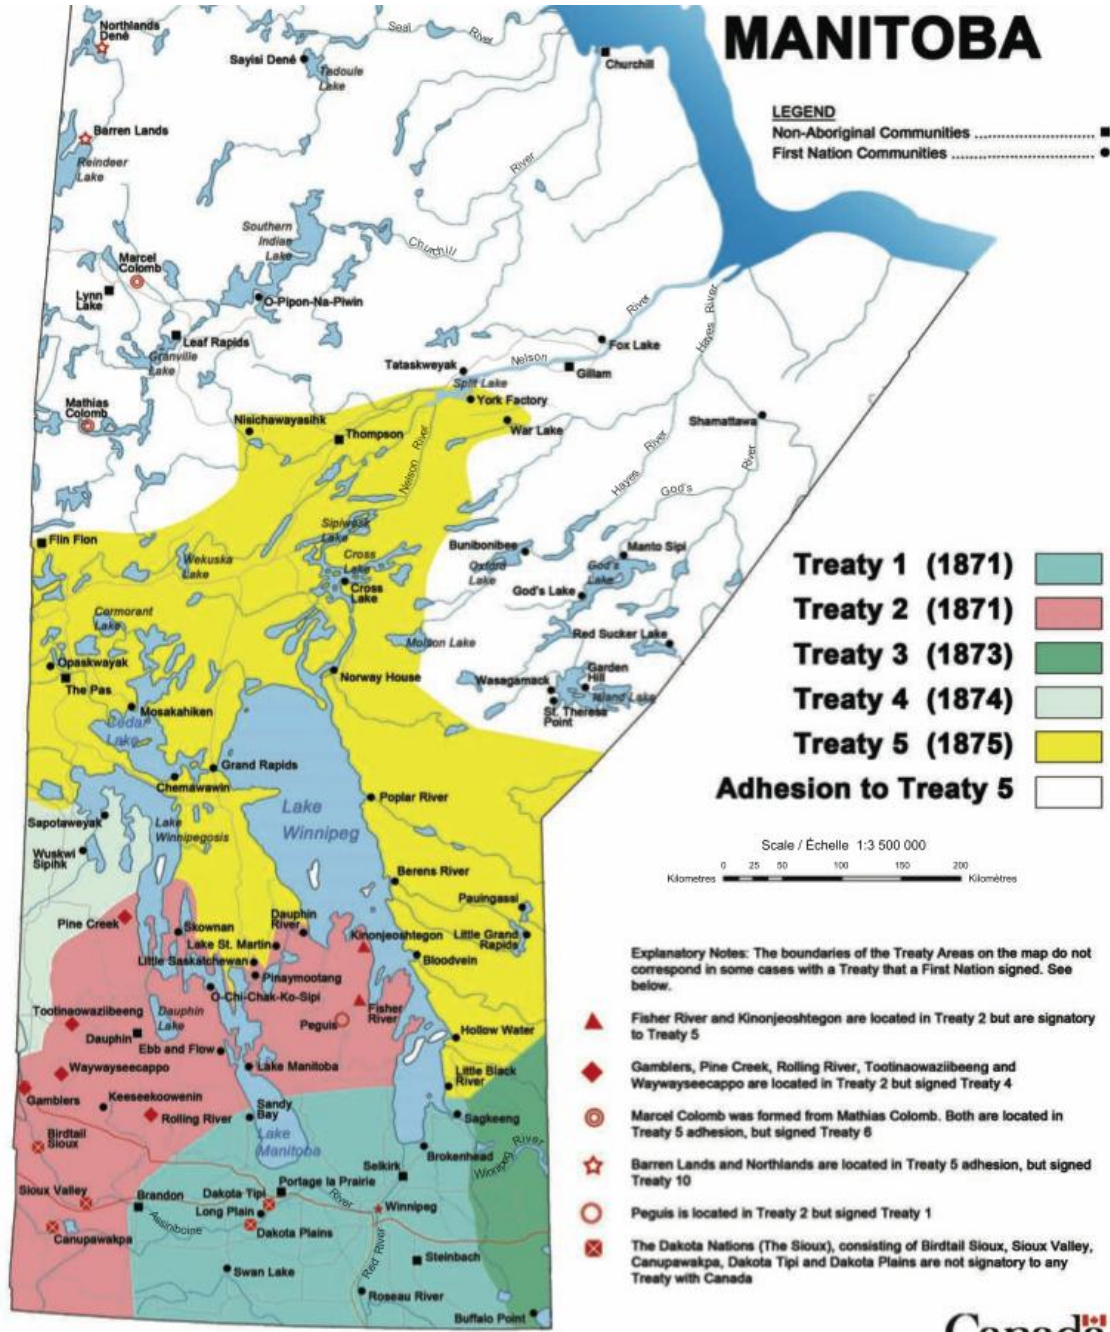 MANITOBA
LEGEND
Non-Aboriginal Communities ........................ ■
First Nation Communities ............................ ●
Northlands
Dené
Sayisi Dené
Tadoule
Lake
Seal
River
Churchill
Barren Lands
Reindeer
Lake
River
Southern
Indian
Lake
Churchill
Marcel
Colomb
Lynn
Lake
O-Pipon-Na-Piwin
River
Hayes River
Leaf Rapids
Granville
Lake
Fox Lake
Nelson
Tataskweyak
Gillam
Split Lake
Mathias
Colomb
York Factory
Nisichawayasihk
Thompson
War Lake
Shamattawa
Nelson River
Hayes
River
River
God's
Flin Flon
Sipiwesk
Lake
Bunibonibee
Manto Sipi
Wekuska
Lake
Cross
Lake
Oxford
Lake
God's
Lake
Cross
Lake
God's Lake
Cormorant
Lake
Molson Lake
Red Sucker Lake
Opaskwayak
The Pas
Norway House
Wasagamack
Garden
Hill
Island Lake
St. Theresa
Point
Mosakahiken
Cedar
Lake
Grand Rapids
Chemawawin
Poplar River
Lake
Winnipeg
Sapotaweyak
Lake
Winnipegosis
Wuskwi
Sipihk
Berens River
Pauingassi
Pine Creek
Skownan
Dauphin
River
Kinonjeoshtegon
Little Grand
Rapids
Lake St. Martin
Little Saskatchewan
Bloodvein
Pinaymootang
O-Chi-Chak-Ko-Sipi
Tootinaowaziibeeng
Dauphin
Lake
Peguis
Fisher
River
Dauphin
Ebb and Flow
Hollow Water
Waywayseecappo
Lake Manitoba
Little Black
River
Gamblers
Keeseekoowenin
Rolling River
Sandy
Bay
Sagkeeng
Birdtail
Sioux
Lake
Manitoba
Brokenhead
Winnipeg River
Selkirk
Sioux Valley
Brandon
Dakota Tipi
Portage la Prairie
River
Long Plain
Winnipeg
Assiniboine
Canupawakpa
Dakota Plains
Red River
Steinbach
Swan Lake
Roseau River
Buffalo Point
Treaty 1 (1871)
Treaty 2 (1871)
Treaty 3 (1873)
Treaty 4 (1874)
Treaty 5 (1875)
Adhesion to Treaty 5
Scale / Échelle 1:3 500 000
0 25 50 100 150 200
Kilometres Kilomètres
Explanatory Notes: The boundaries of the Treaty Areas on the map do not
correspond in some cases with a Treaty that a First Nation signed. See
below.
Fisher River and Kinonjeoshtegon are located in Treaty 2 but are signatory
to Treaty 5
Gamblers, Pine Creek, Rolling River, Tootinaowaziibeeng and
Waywayseecappo are located in Treaty 2 but signed Treaty 4
Marcel Colomb was formed from Mathias Colomb. Both are located in
Treaty 5 adhesion, but signed Treaty 6
Barren Lands and Northlands are located in Treaty 5 adhesion, but signed
Treaty 10
Peguis is located in Treaty 2 but signed Treaty 1
The Dakota Nations (The Sioux), consisting of Birdtail Sioux, Sioux Valley,
Canupawakpa, Dakota Tipi and Dakota Plains are not signatory to any
Treaty with Canada
Canada